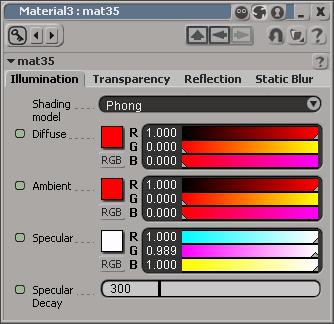 Material3 : mat35
?
mat35
?
Illumination Transparency Reflection Static Blur
Shading model Phong
Diffuse R 1.000
G 0.000
RGB B 0.000
Ambient R 1.000
G 0.000
RGB B 0.000
Specular R 1.000
G 0.989
RGB B 1.000
Specular Decay 300